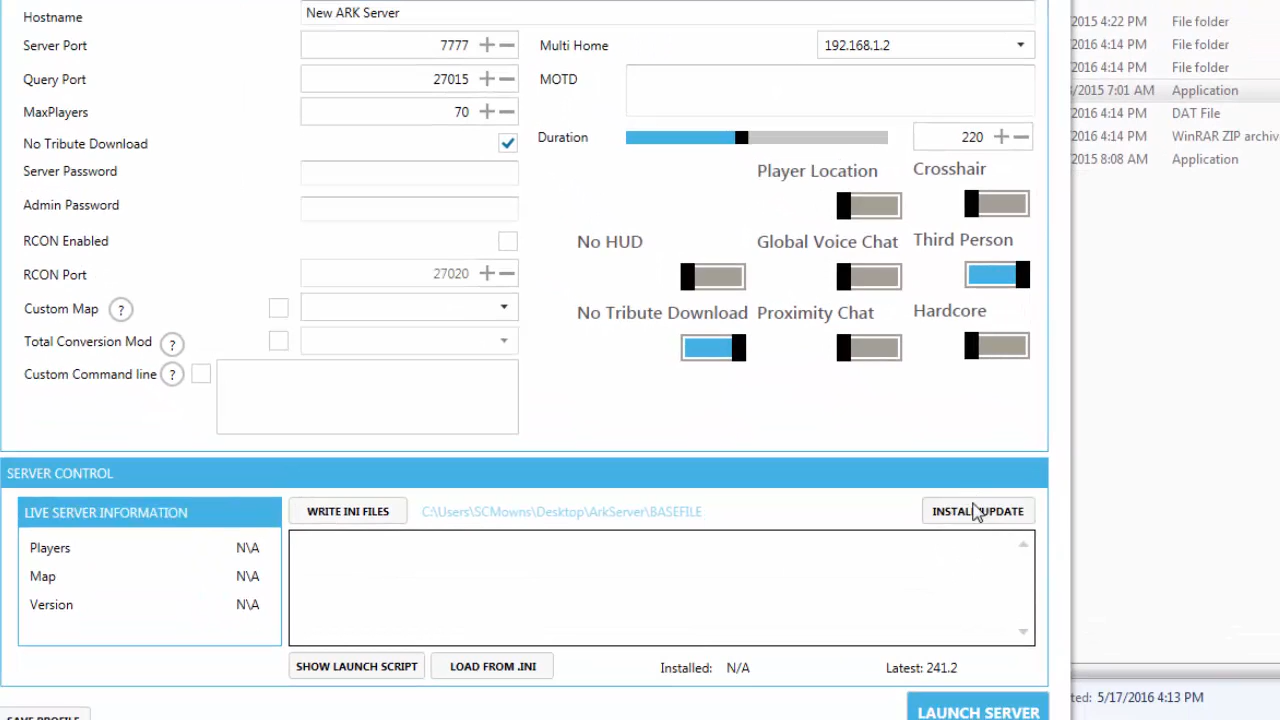 Hostname
New ARK Server
Server Port
7777
Multi Home
192.168.1.2
Query Port
27015
MOTD
MaxPlayers
70
No Tribute Download
Duration
220
Server Password
Player Location
Crosshair
Admin Password
RCON Enabled
No HUD
Global Voice Chat
Third Person
RCON Port
27020
Custom Map ?
No Tribute Download
Proximity Chat
Hardcore
Total Conversion Mod ?
Custom Command line ?
SERVER CONTROL
LIVE SERVER INFORMATION
WRITE INI FILES
C:\Users\SCMowns\Desktop\ArkServer\BASEFILE
INSTALL/UPDATE
Players N\A
Map N\A
Version N\A
SHOW LAUNCH SCRIPT
LOAD FROM .INI
Installed: N/A
Latest: 241.2
SAVE PROFILE
LAUNCH SERVER
2015 4:22 PM File folder
2016 4:14 PM File folder
2016 4:14 PM File folder
/2015 7:01 AM Application
2016 4:14 PM DAT File
2016 4:14 PM WinRAR ZIP archiv
2015 8:08 AM Application
ted: 5/17/2016 4:13 PM